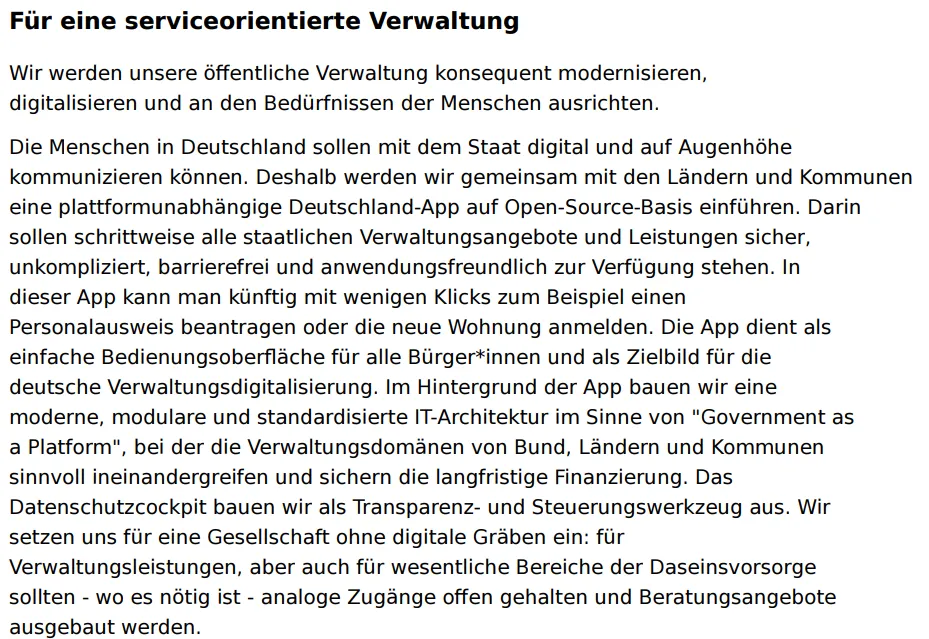 Für eine serviceorientierte Verwaltung
Wir werden unsere öffentliche Verwaltung konsequent modernisieren,
digitalisieren und an den Bedürfnissen der Menschen ausrichten.
Die Menschen in Deutschland sollen mit dem Staat digital und auf Augenhöhe
kommunizieren können. Deshalb werden wir gemeinsam mit den Ländern und Kommunen
eine plattformunabhängige Deutschland-App auf Open-Source-Basis einführen. Darin
sollen schrittweise alle staatlichen Verwaltungsangebote und Leistungen sicher,
unkompliziert, barrierefrei und anwendungsfreundlich zur Verfügung stehen. In
dieser App kann man künftig mit wenigen Klicks zum Beispiel einen
Personalausweis beantragen oder die neue Wohnung anmelden. Die App dient als
einfache Bedienungsoberfläche für alle Bürger*innen und als Zielbild für die
deutsche Verwaltungsdigitalisierung. Im Hintergrund der App bauen wir eine
moderne, modulare und standardisierte IT-Architektur im Sinne von "Government as
a Platform", bei der die Verwaltungsdomänen von Bund, Ländern und Kommunen
sinnvoll ineinandergreifen und sichern die langfristige Finanzierung. Das
Datenschutzcockpit bauen wir als Transparenz- und Steuerungswerkzeug aus. Wir
setzen uns für eine Gesellschaft ohne digitale Gräben ein: für
Verwaltungsleistungen, aber auch für wesentliche Bereiche der Daseinsvorsorge
sollten - wo es nötig ist - analoge Zugänge offen gehalten und Beratungsangebote
ausgebaut werden.